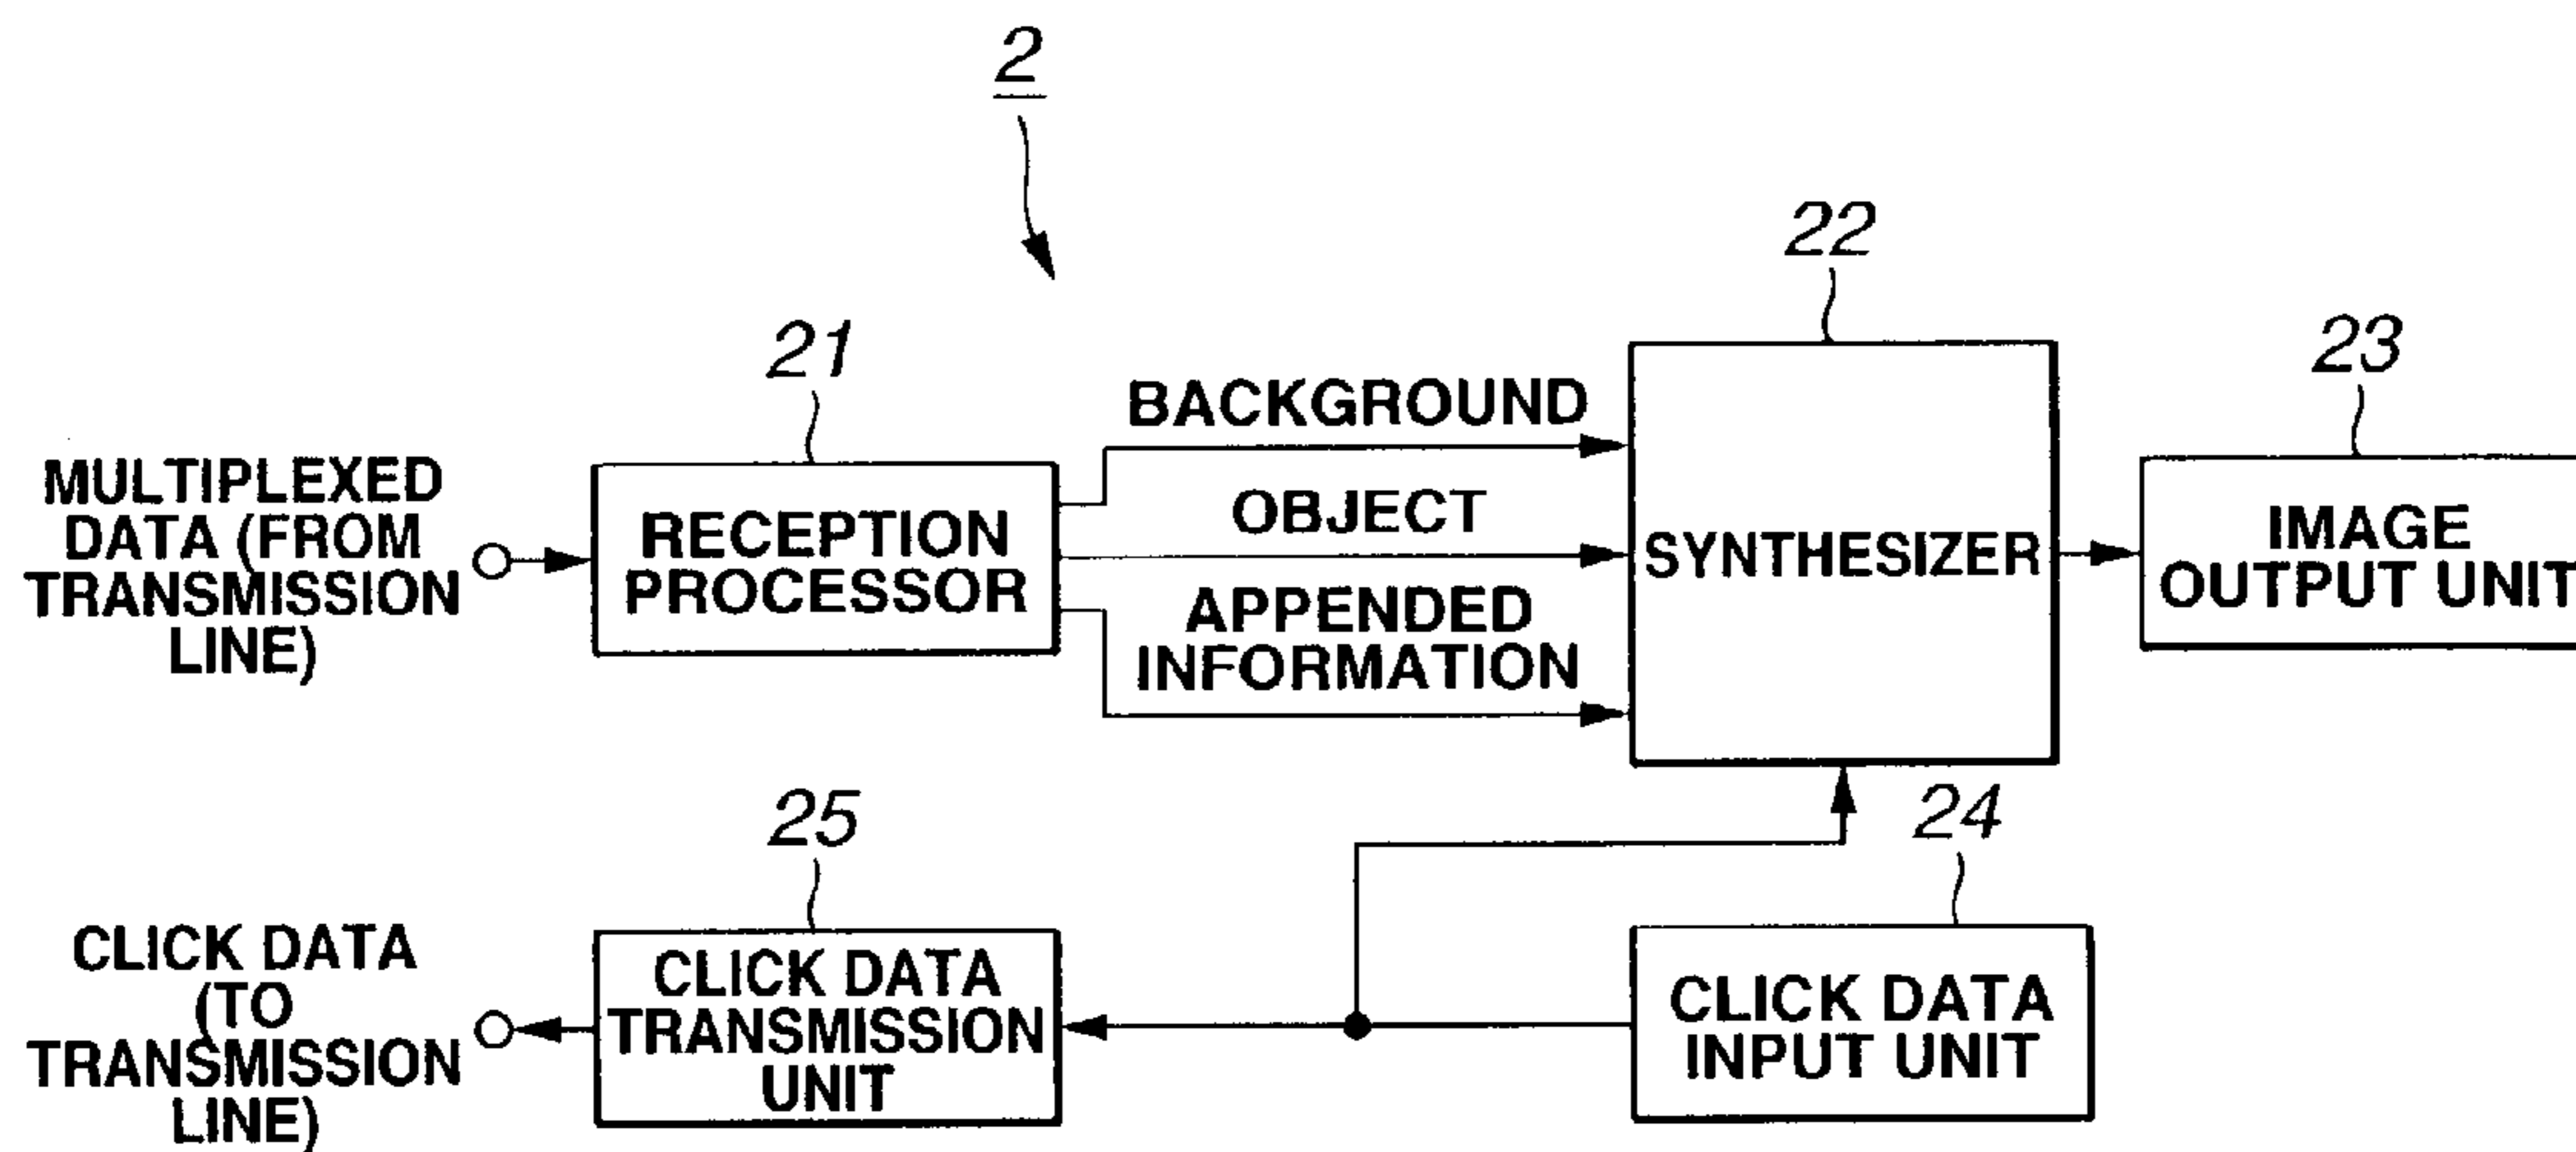 2
22
23
21
BACKGROUND
MULTIPLEXED
DATA (FROM
TRANSMISSION
LINE)
RECEPTION
PROCESSOR
OBJECT
APPENDED
INFORMATION
SYNTHESIZER
IMAGE
OUTPUT UNIT
25
24
CLICK DATA
(TO
TRANSMISSION
LINE)
CLICK DATA
TRANSMISSION
UNIT
CLICK DATA
INPUT UNIT